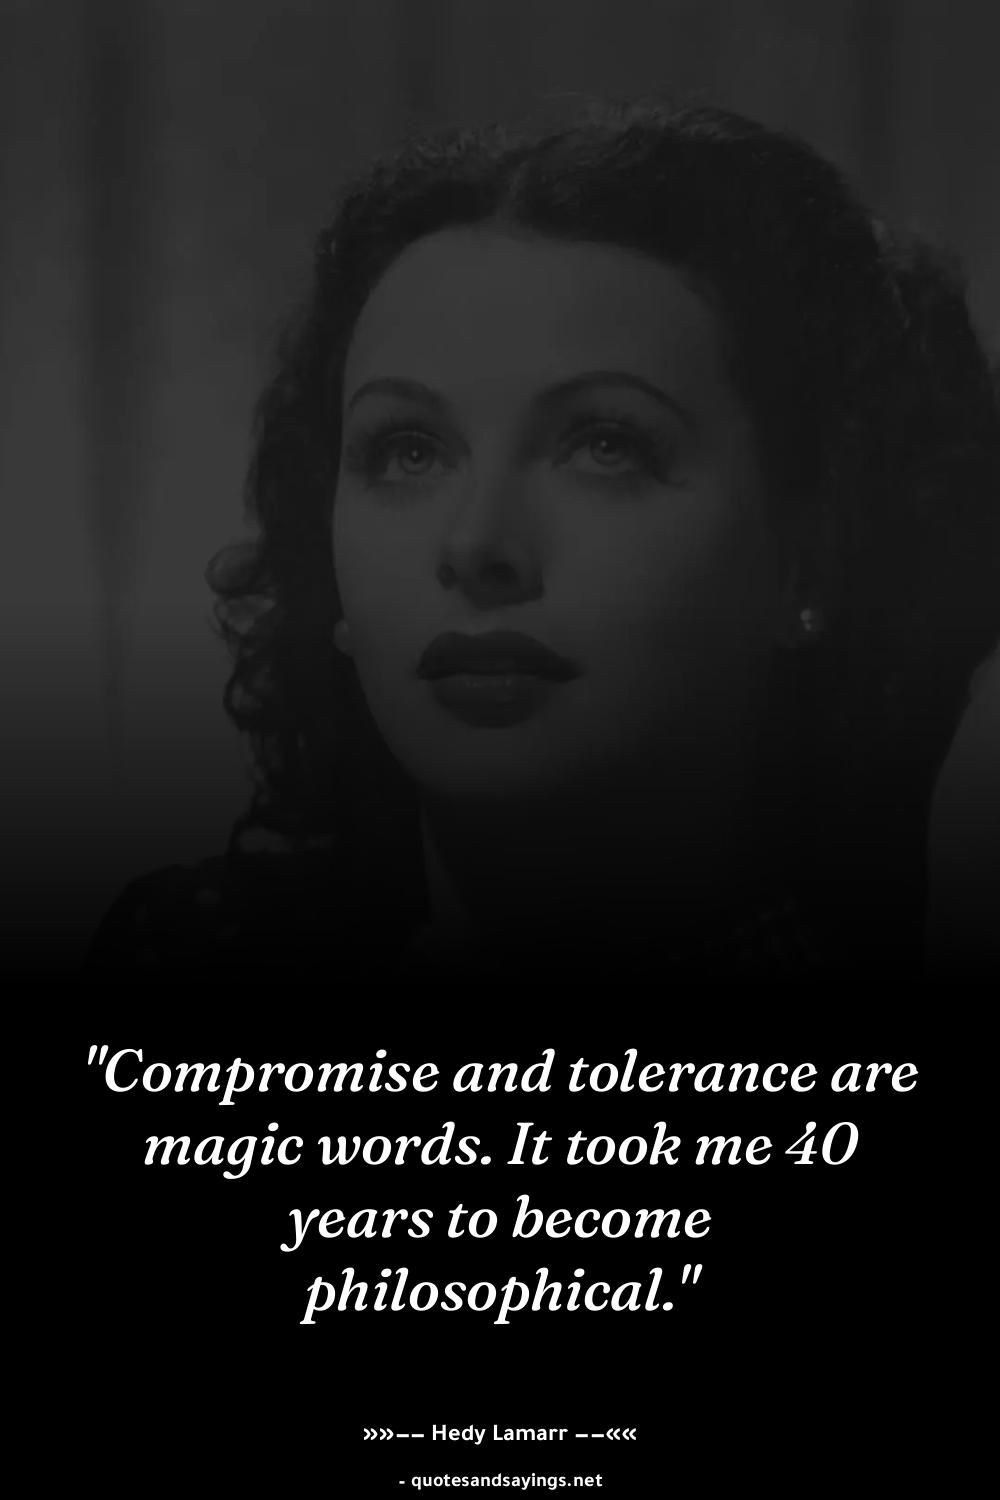 "Compromise and tolerance are
magic words. It took me 40
years to become
philosophical."
»»–– Hedy Lamarr ––««
- quotesandsayings.net